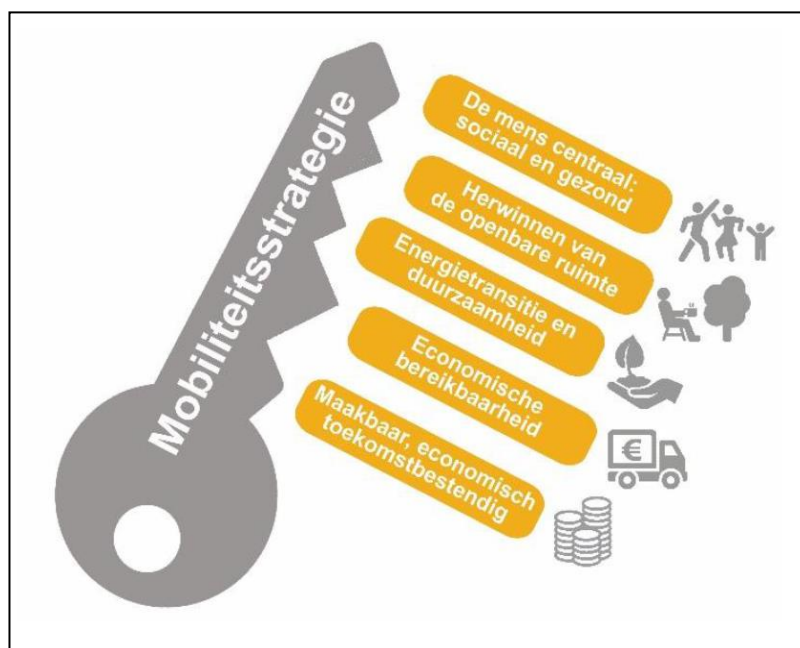 Mobiliteitsstrategie
De mens centraal:
sociaal en gezond
Herwinnen van
de openbare ruimte
Energietransitie en
duurzaamheid
Economische
bereikbaarheid
€
Maakbaar, economisch
toekomstbestendig